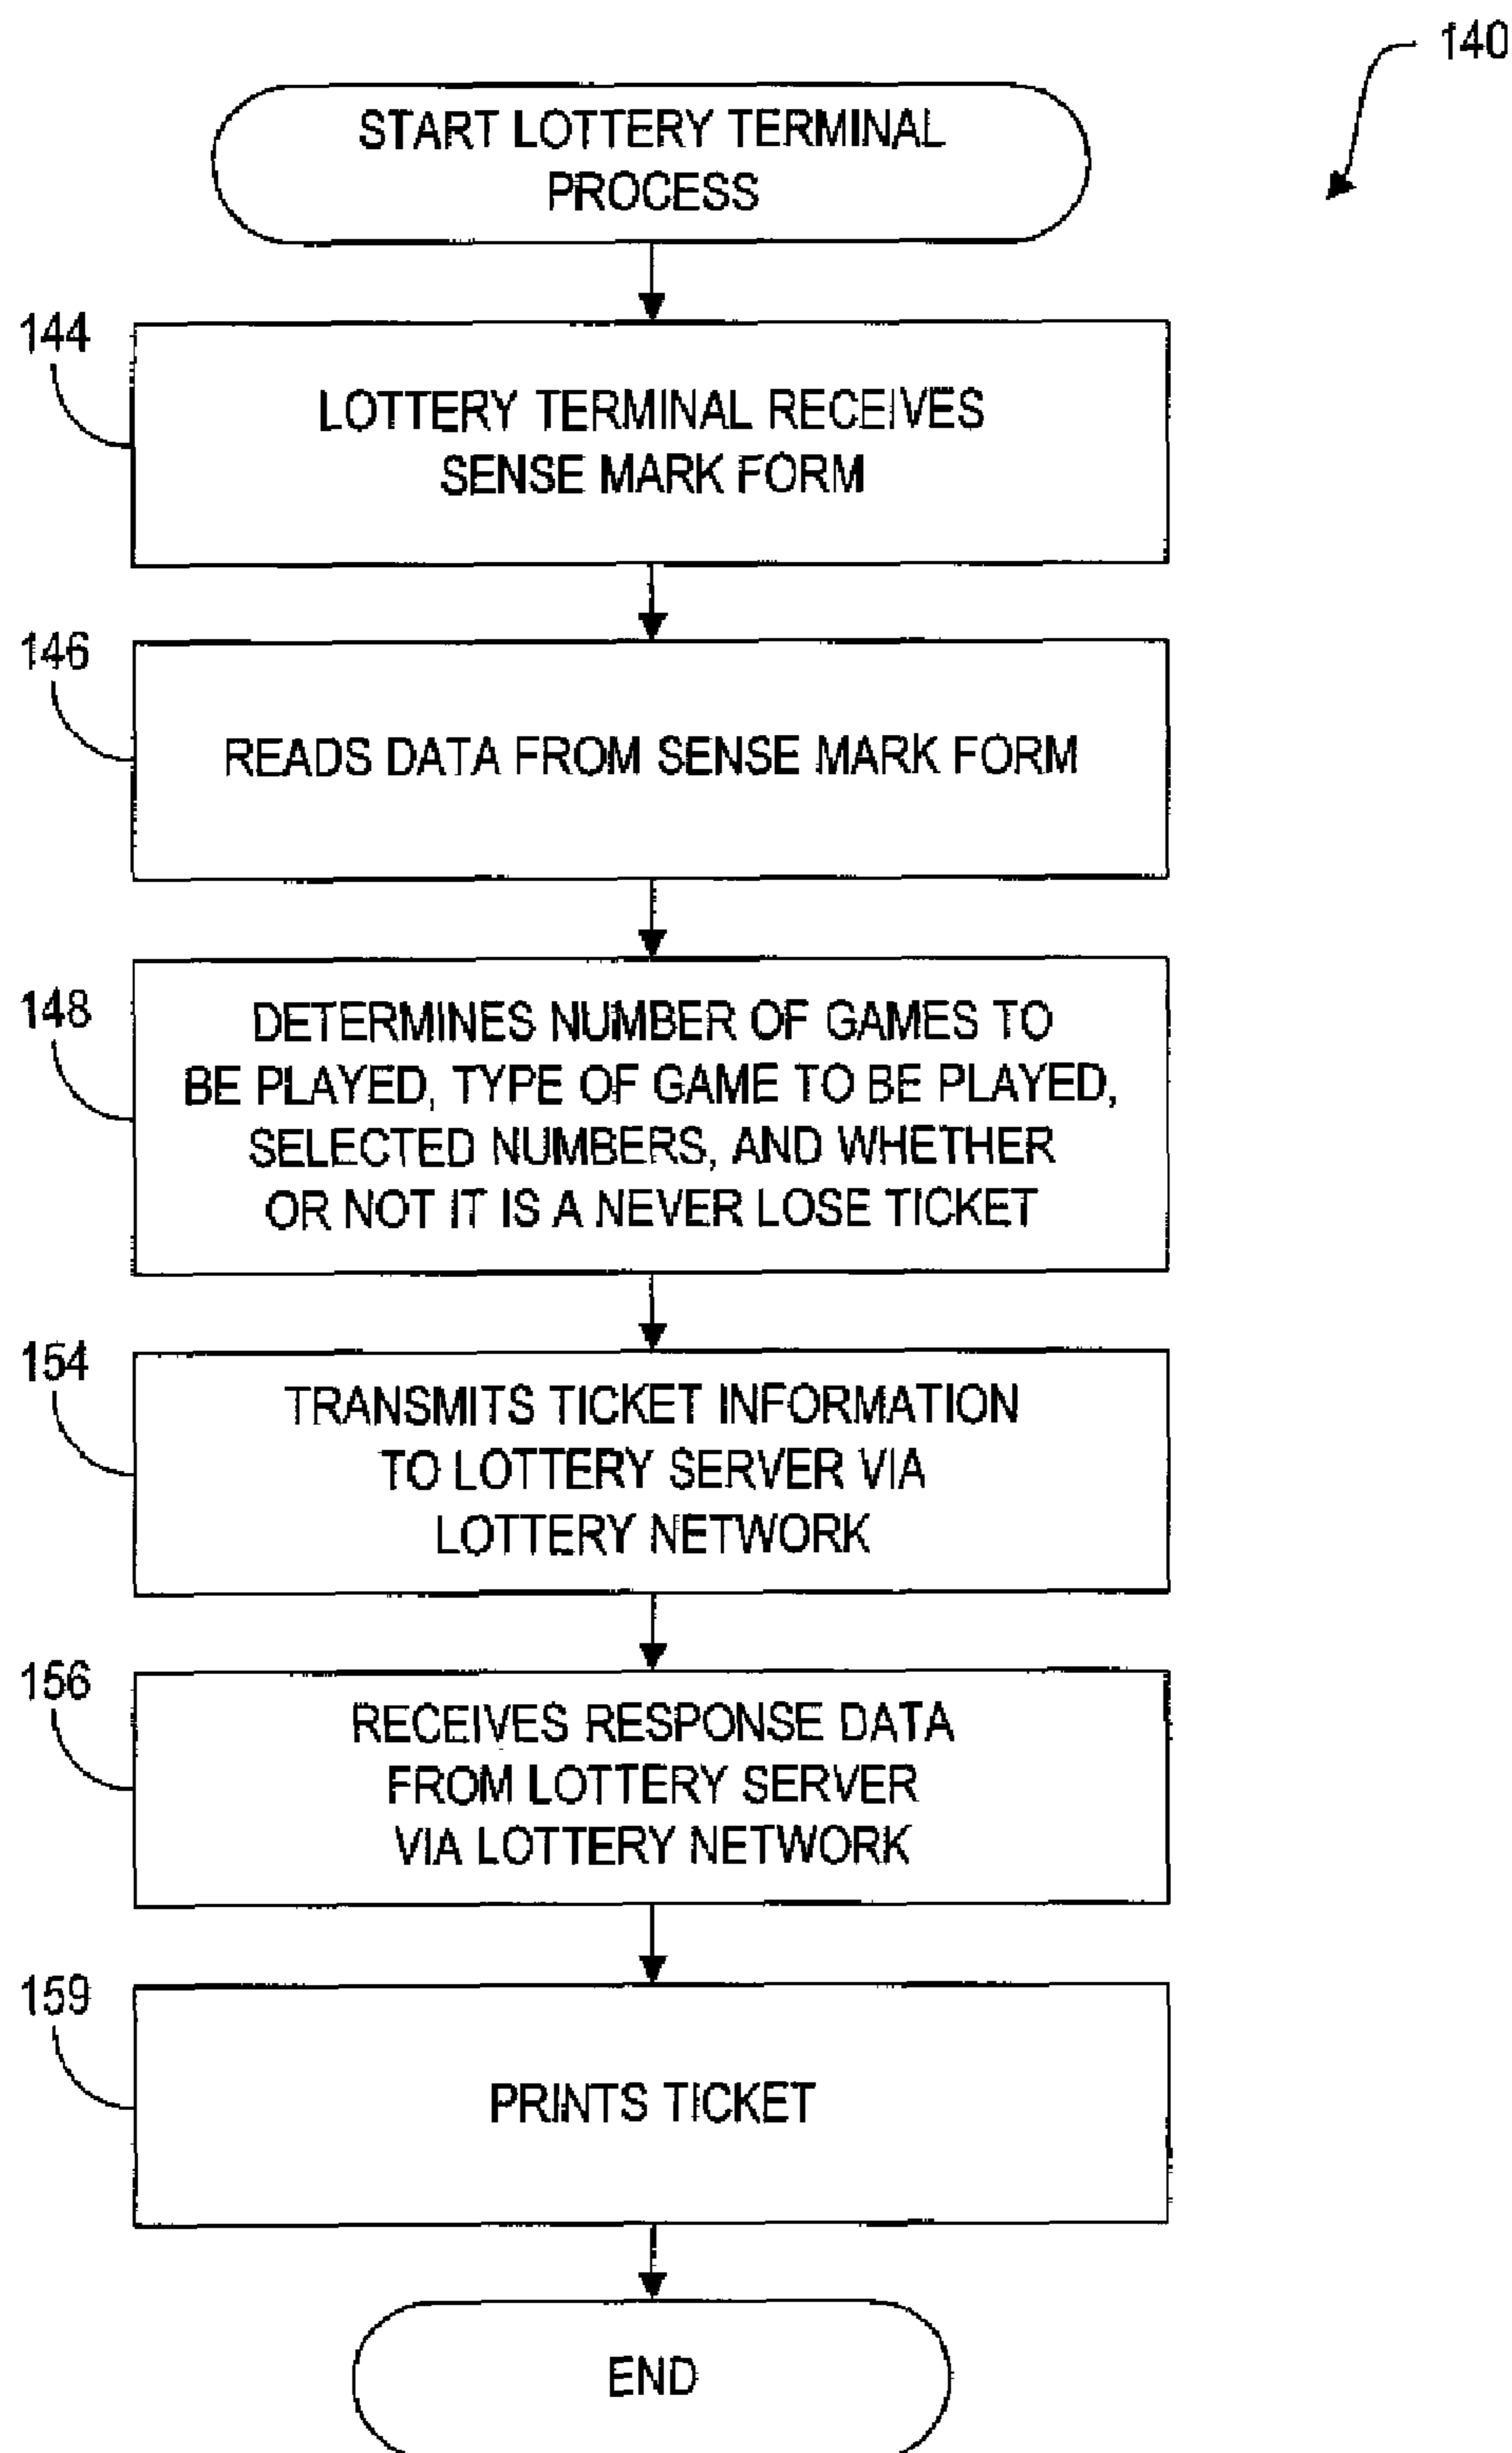 140
START LOTTERY TERMINAL
PROCESS
144
LOTTERY TERMINAL RECEIVES
SENSE MARK FORM
146
READS DATA FROM SENSE MARK FORM
148
DETERMINES NUMBER OF GAMES TO
BE PLAYED, TYPE OF GAME TO BE PLAYED,
SELECTED NUMBERS, AND WHETHER
OR NOT IT IS A NEVER LOSE TICKET
154
TRANSMITS TICKET INFORMATION
TO LOTTERY SERVER VIA
LOTTERY NETWORK
156
RECEIVES RESPONSE DATA
FROM LOTTERY SERVER
VIA LOTTERY NETWORK
159
PRINTS TICKET
END